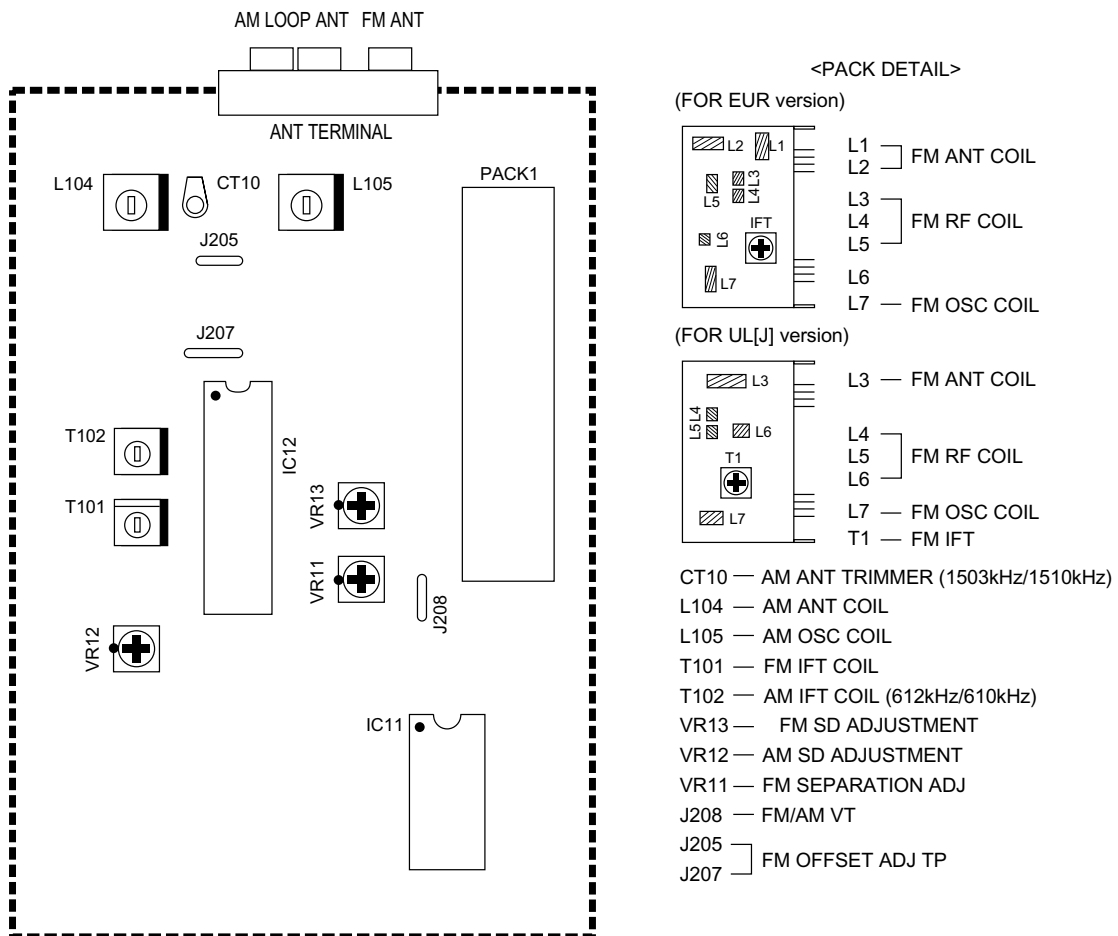 AM LOOP ANT FM ANT
ANT TERMINAL
L104
CT10
L105
PACK1
J205
J207
T102
T101
IC12
VR13
VR11
J208
VR12
IC11
<PACK DETAIL>
(FOR EUR version)
L2
L1
L5
L4 L3
IFT
L6
L7
L1
L2
FM ANT COIL
L3
L4
L5
FM RF COIL
L6
L7 — FM OSC COIL
(FOR UL[J] version)
L3
L5 L4
L6
T1
L7
L3 — FM ANT COIL
L4
L5
L6
FM RF COIL
L7 — FM OSC COIL
T1 — FM IFT
CT10 — AM ANT TRIMMER (1503kHz/1510kHz)
L104 — AM ANT COIL
L105 — AM OSC COIL
T101 — FM IFT COIL
T102 — AM IFT COIL (612kHz/610kHz)
VR13 — FM SD ADJUSTMENT
VR12 — AM SD ADJUSTMENT
VR11 — FM SEPARATION ADJ
J208 — FM/AM VT
J205
J207
FM OFFSET ADJ TP